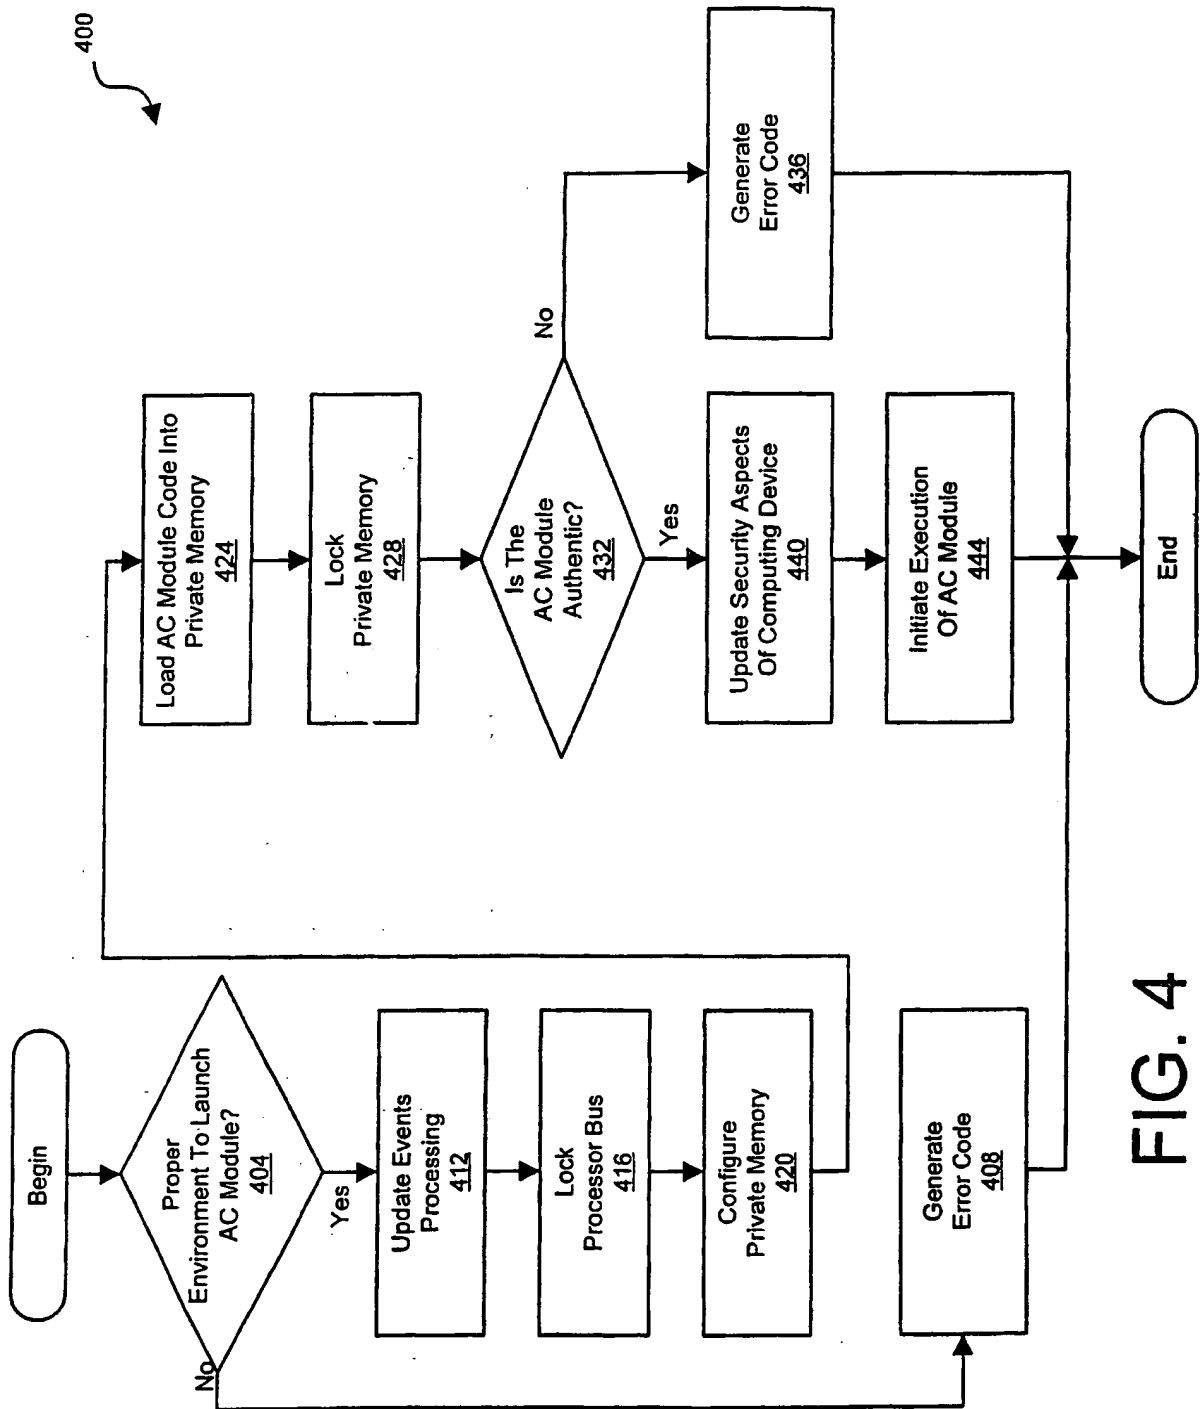 400
Begin
Proper
Environment To Launch
AC Module?
404
No
Yes
Update Events
Processing
412
Lock
Processor Bus
416
Configure
Private Memory
420
Generate
Error Code
408
Load AC Module Code Into
Private Memory
424
Lock
Private Memory
428
Is The
AC Module
Authentic?
432
No
Yes
Generate
Error Code
436
Update Security Aspects
Of Computing Device
440
Initiate Execution
Of AC Module
444
End
FIG. 4